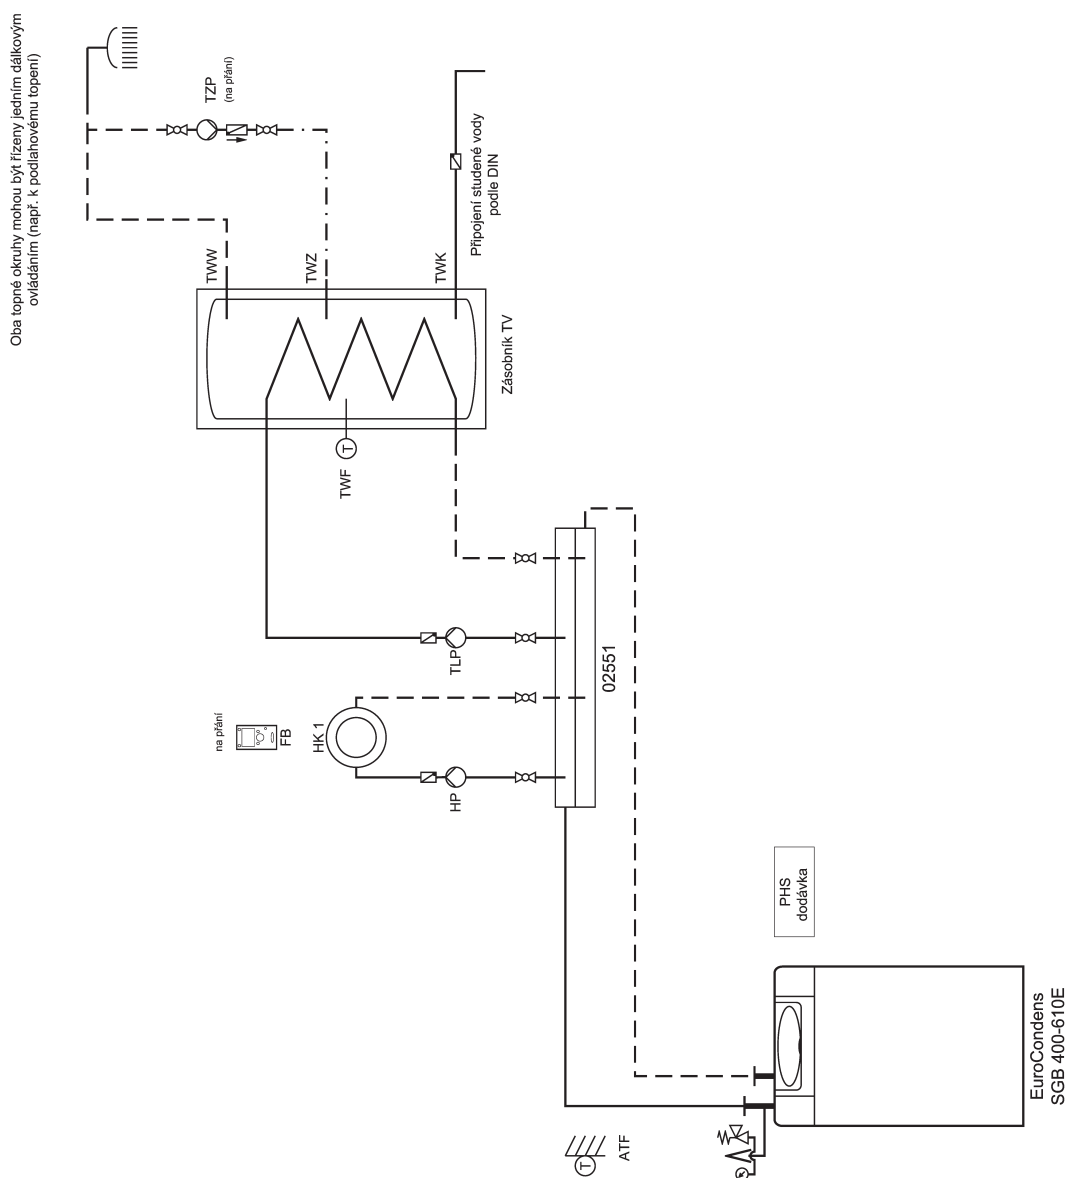 Oba topné okruhy mohou být řízeny jedním dálkovým
ovládáním (např. k podlahovému topení)
TZP
(na přání)
TWW
TWZ
TWK
Připojení studené vody
podle DIN
Zásobník TV
T
TWF
02551
TLP
na přání
FB
HK 1
HP
PHS
dodávka
EuroCondens
SGB 400-610E
T
ATF